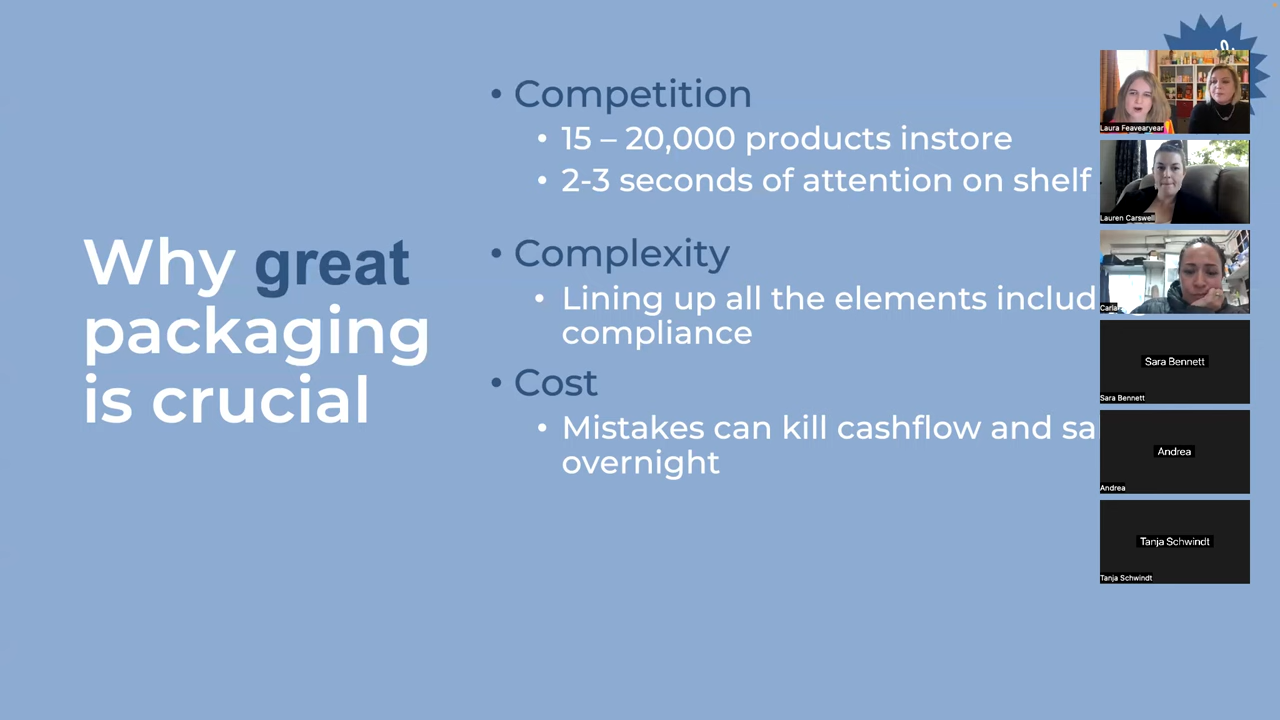 Why great
packaging
is crucial
• Competition
• 15 – 20,000 products instore
• 2-3 seconds of attention on shelf
• Complexity
• Lining up all the elements includ
compliance
• Cost
• Mistakes can kill cashflow and sa
overnight
Laura Feavearyear
Lauren Carswell
Carla
Sara Bennett
Sara Bennett
Andrea
Andrea
Tanja Schwindt
Tanja Schwindt